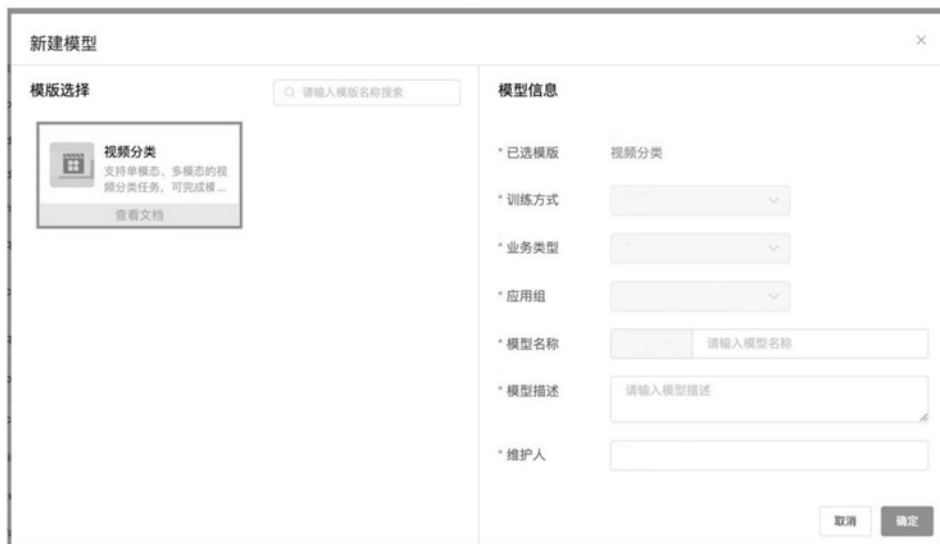 新建模型
模版选择
请输入模版名称搜索
视频分类
支持单模态、多模态的视
频分类任务，可完成模...
查看文档
模型信息
* 已选模版 视频分类
* 训练方式
* 业务类型
* 应用组
* 模型名称 请输入模型名称
* 模型描述 请输入模型描述
* 维护人
取消 确定